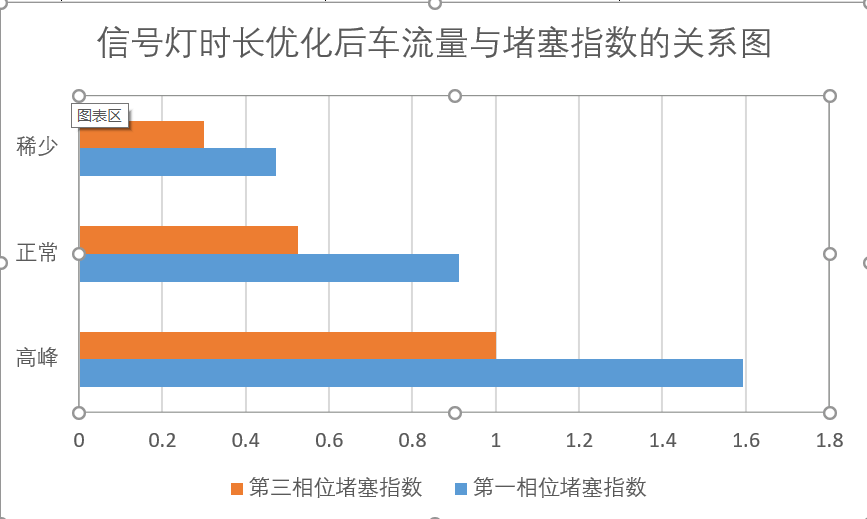 信号灯时长优化后车流量与堵塞指数的关系图
图表区
稀少
正常
高峰
0 0.2 0.4 0.6 0.8 1 1.2 1.4 1.6 1.8
第三相位堵塞指数 第一相位堵塞指数